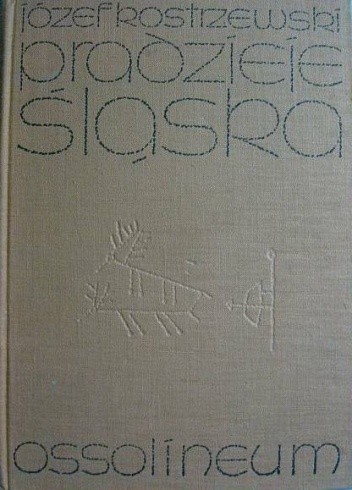 józef kostrzewski
pradzieje
śląska
ossolineum